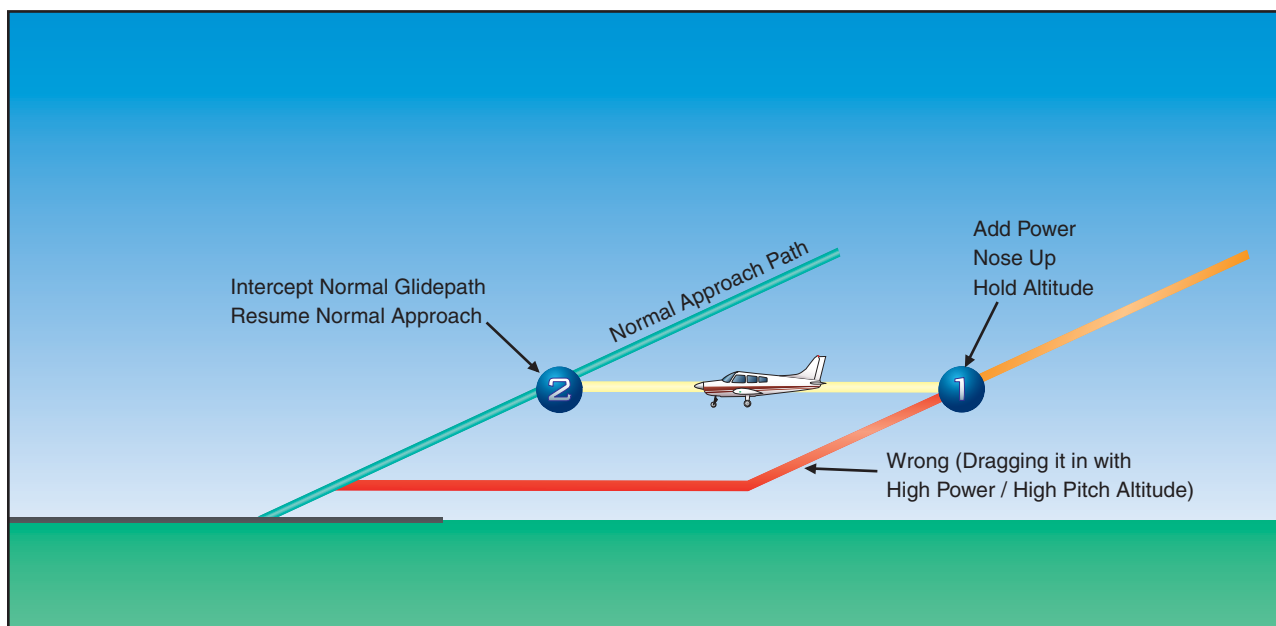 Add Power
Nose Up
Hold Altitude
Normal Approach Path
Intercept Normal Glidepath
Resume Normal Approach
2
1
Wrong (Dragging it in with
High Power / High Pitch Altitude)